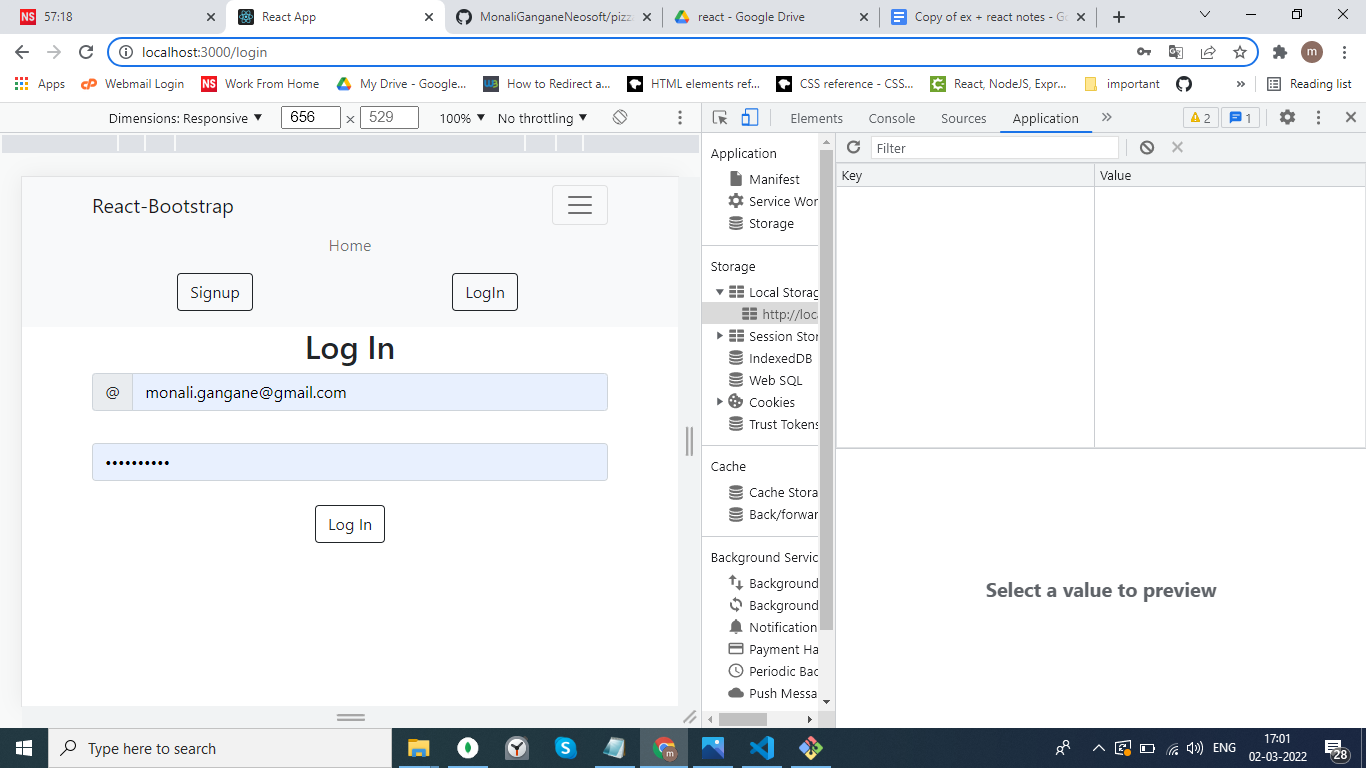 NS 57:18
React App
MonaliGanganeNeosoft/pizz
react - Google Drive
Copy of ex + react notes - Go
localhost:3000/login
m
Apps
Webmail Login
NS Work From Home
My Drive - Google...
How to Redirect a...
HTML elements ref...
CSS reference - CSS...
React, NodeJS, Expr...
important
»
Reading list
Dimensions: Responsive
656 × 529
100%
No throttling
Elements
Console
Sources
Application
»
2
1
React-Bootstrap
Home
Signup
LogIn
Log In
@ monali.gangane@gmail.com
••••••••••
Log In
Application
Manifest
Service Wor
Storage
Storage
Local Storag
http://loca
Session Stor
IndexedDB
Web SQL
Cookies
Trust Tokens
Cache
Cache Stora
Back/forwar
Background Servic
Background
Background
Notification
Payment Ha
Periodic Bac
Push Messa
Filter
Key
Value
Select a value to preview
Type here to search
m
ENG
17:01
02-03-2022
28